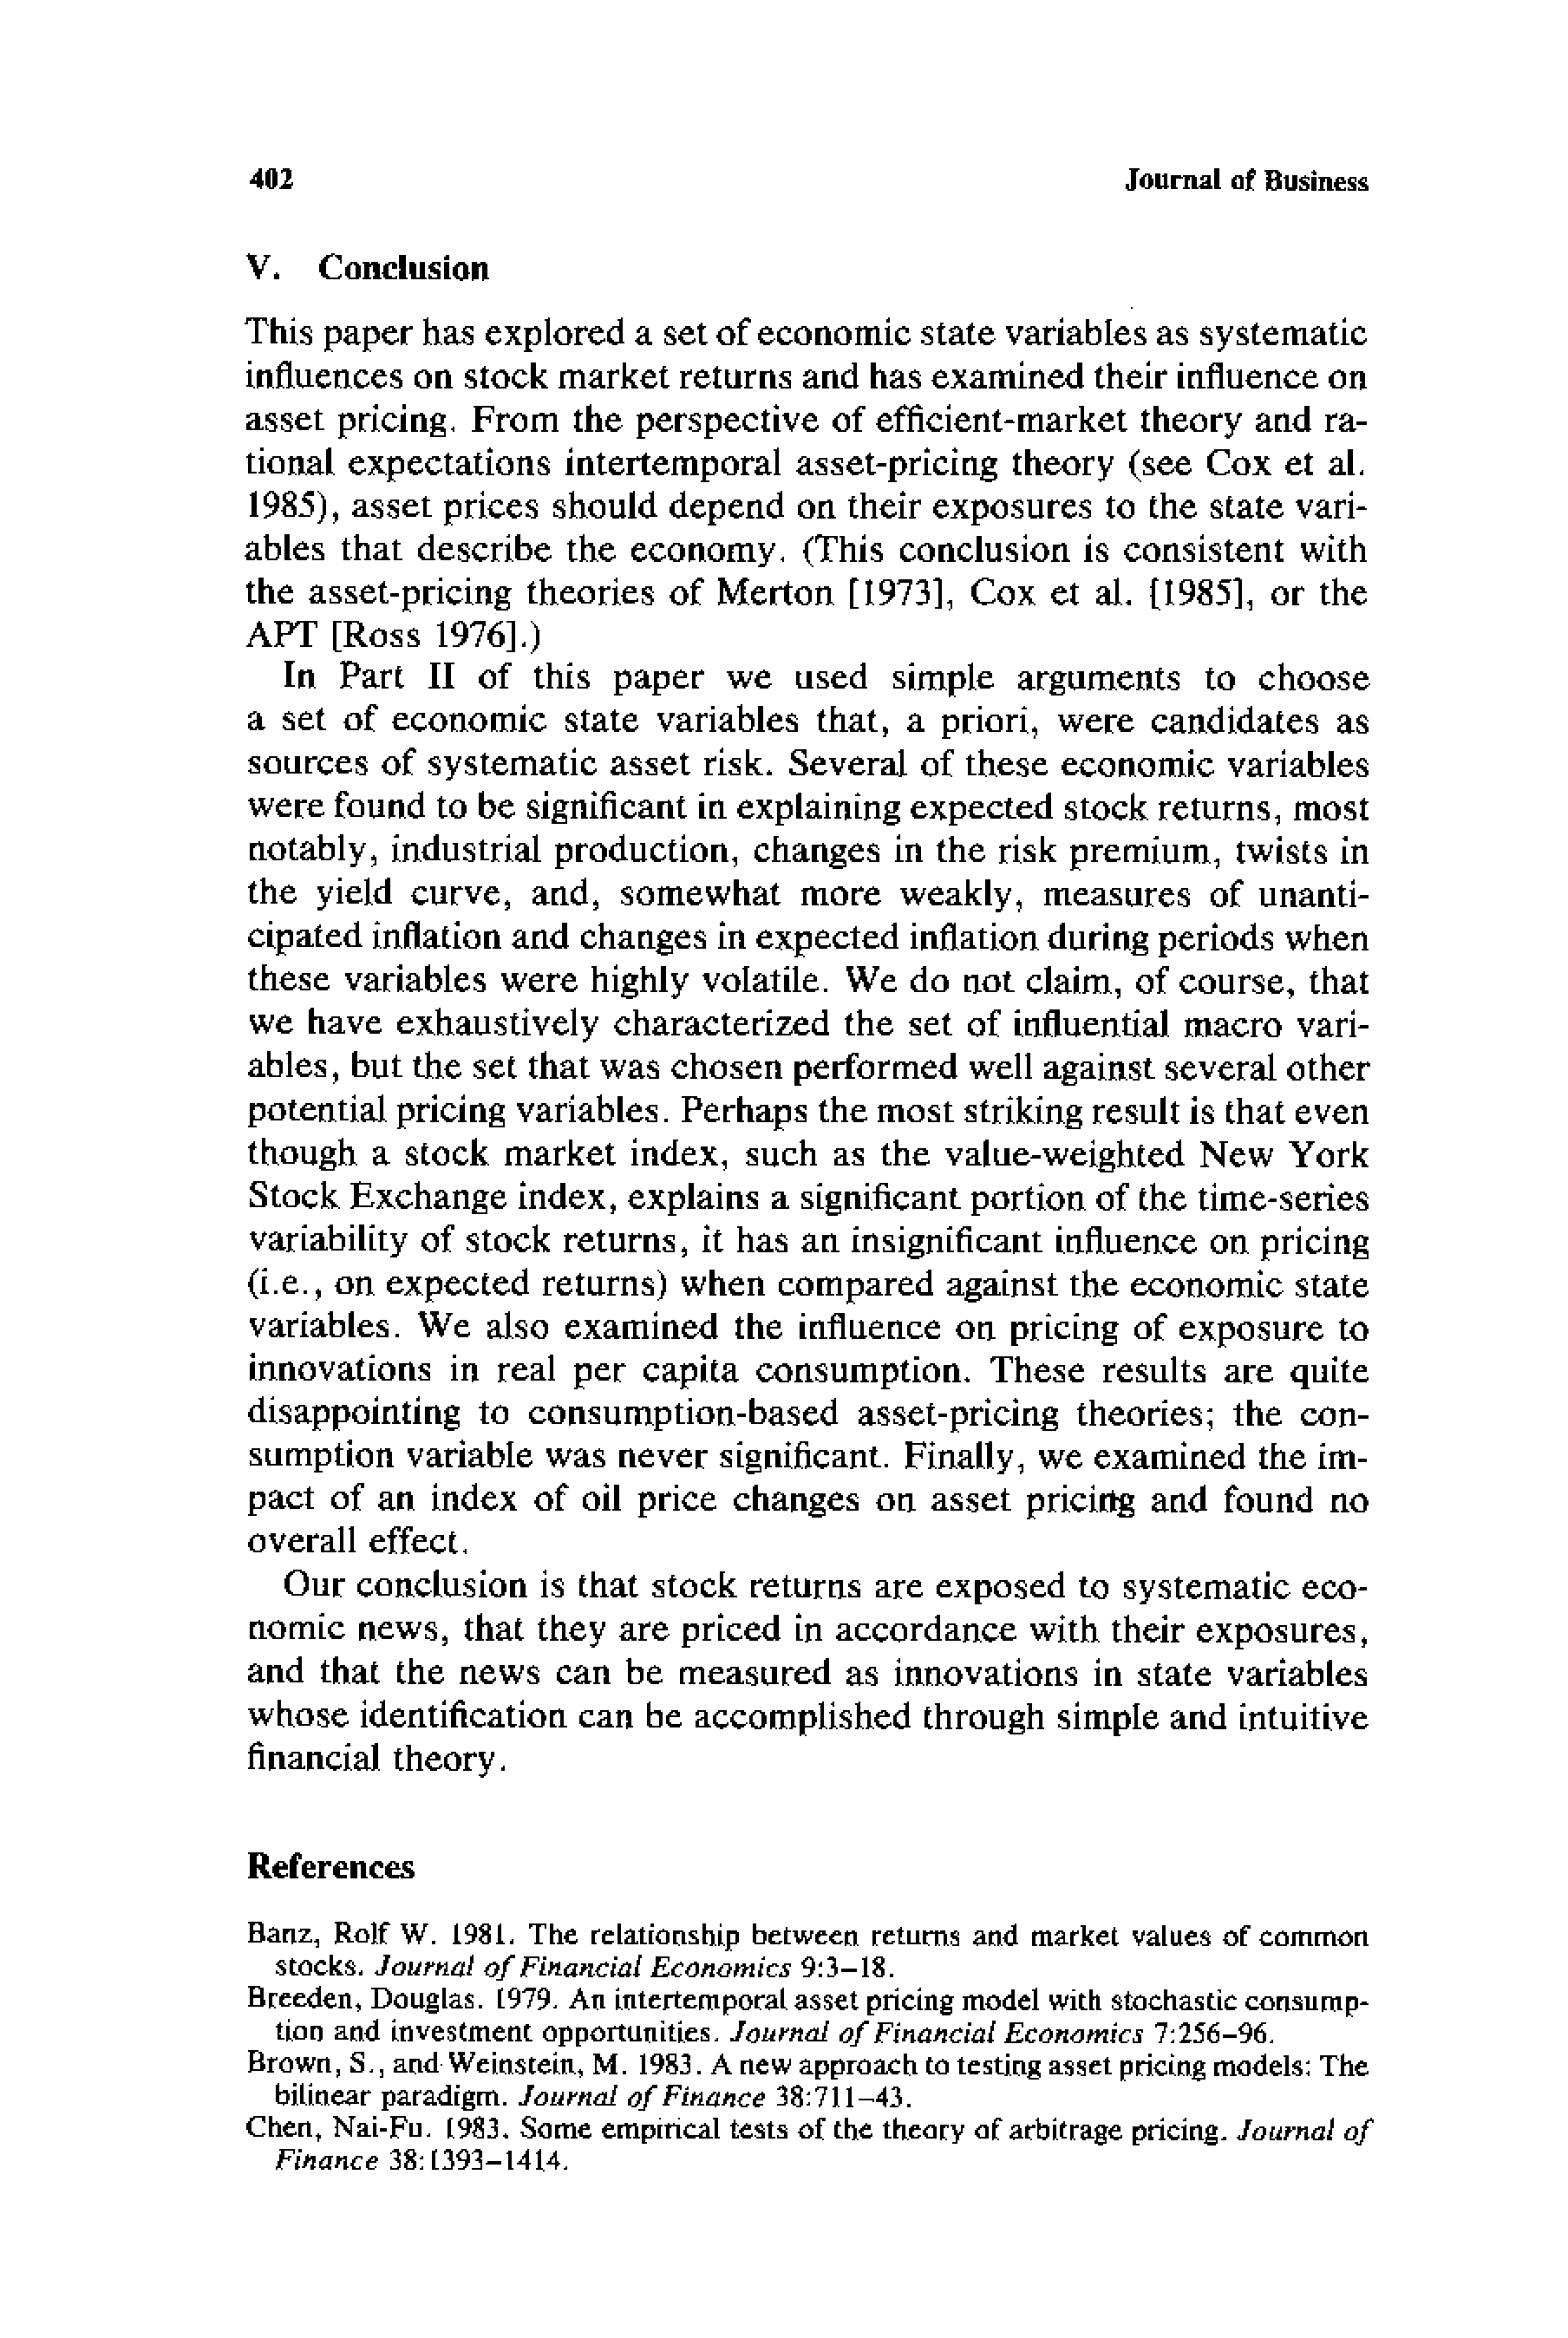 402 Journal of Business
V. Conclusion
This paper has explored a set of economic state variables as systematic
influences on stock market returns and has examined their influence on
asset pricing. From the perspective of efficient-market theory and ra-
tional expectations intertemporal asset-pricing theory (see Cox et al.
1985), asset prices should depend on their exposures to the state vari-
ables that describe the economy. (This conclusion is consistent with
the asset-pricing theories of Merton [1973], Cox et al. [1985], or the
APT [Ross 1976].)
In Part II of this paper we used simple arguments to choose
a set of economic state variables that, a priori, were candidates as
sources of systematic asset risk. Several of these economic variables
were found to be significant in explaining expected stock returns, most
notably, industrial production, changes in the risk premium, twists in
the yield curve, and, somewhat more weakly, measures of unanti-
cipated inflation and changes in expected inflation during periods when
these variables were highly volatile. We do not claim, of course, that
we have exhaustively characterized the set of influential macro vari-
ables, but the set that was chosen performed well against several other
potential pricing variables. Perhaps the most striking result is that even
though a stock market index, such as the value-weighted New York
Stock Exchange index, explains a significant portion of the time-series
variability of stock returns, it has an insignificant influence on pricing
(i.e., on expected returns) when compared against the economic state
variables. We also examined the influence on pricing of exposure to
innovations in real per capita consumption. These results are quite
disappointing to consumption-based asset-pricing theories; the con-
sumption variable was never significant. Finally, we examined the im-
pact of an index of oil price changes on asset pricing and found no
overall effect.
Our conclusion is that stock returns are exposed to systematic eco-
nomic news, that they are priced in accordance with their exposures,
and that the news can be measured as innovations in state variables
whose identification can be accomplished through simple and intuitive
financial theory.
References
Banz, Rolf W. 1981. The relationship between returns and market values of common
stocks. Journal of Financial Economics 9:3–18.
Breeden, Douglas. 1979. An intertemporal asset pricing model with stochastic consump-
tion and investment opportunities. Journal of Financial Economics 7:256–96.
Brown, S., and Weinstein, M. 1983. A new approach to testing asset pricing models: The
bilinear paradigm. Journal of Finance 38:711–43.
Chen, Nai-Fu. 1983. Some empirical tests of the theory of arbitrage pricing. Journal of
Finance 38:1393–1414.